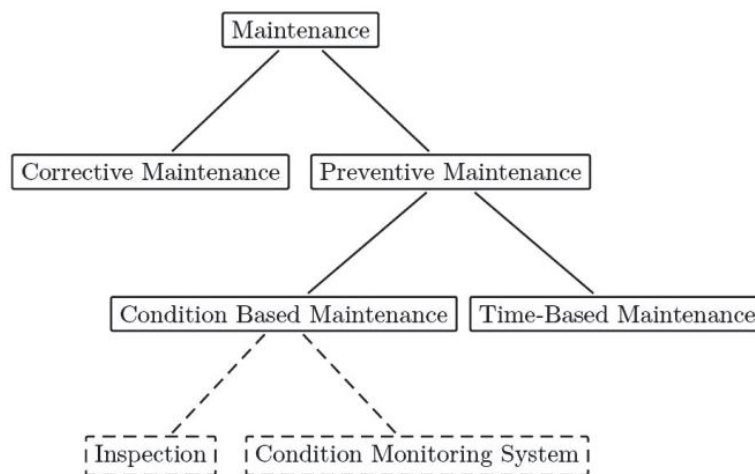 Maintenance
Corrective Maintenance
Preventive Maintenance
Condition Based Maintenance
Time-Based Maintenance
Inspection
Condition Monitoring System